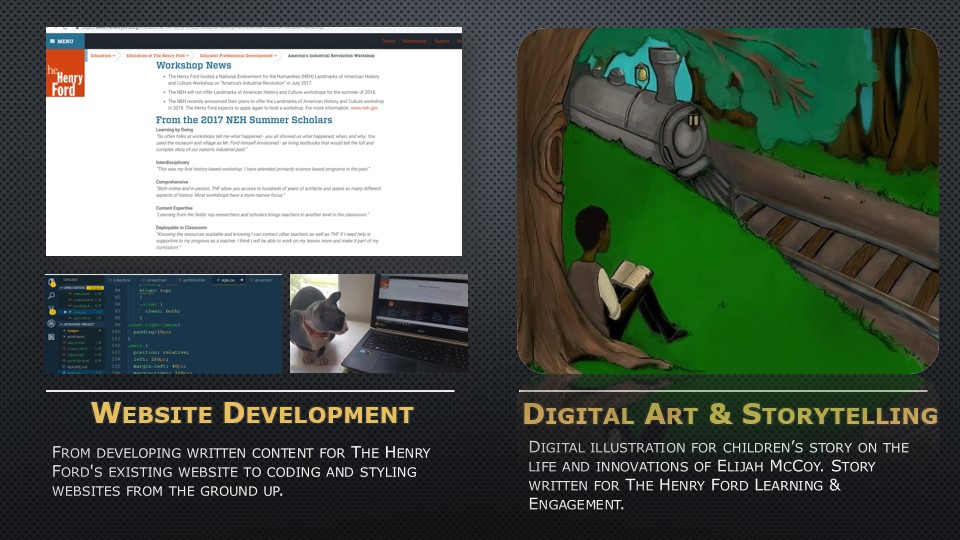 MENU
Tickets Membership Support
the
Henry
Ford
Education Education at The Henry Ford Educator Professional Development America's Industrial Revolution Workshop
Workshop News
The Henry Ford hosted a National Endowment for the Humanities (NEH) Landmarks of American History
and Culture Workshop on "America's Industrial Revolution" in July 2017.
The NEH will not offer Landmarks of American History and Culture workshops for the summer of 2018.
The NEH recently announced their plans to offer the Landmarks of American History and Culture workshop
in 2019. The Henry Ford expects to apply again to host a workshop. For more information: www.neh.gov
From the 2017 NEH Summer Scholars
Learning by Doing
"So often folks at workshops tell me what happened - you all showed us what happened, when, and why. You
used the museum and village as Mr. Ford himself envisioned - as living textbooks that would tell the full and
complex story of our nation's industrial past."
Interdisciplinary
"This was my first history based workshop. I have attended primarily science based programs in the past."
Comprehensive
"Both online and in person, THF allow you access to hundreds of years of artifacts and spans so many different
aspects of history. Most workshops have a more narrow focus."
Content Expertise
"Learning from the fields' top researchers and scholars brings teachers to another level in the classroom."
Deployable in Classroom
"Knowing the resources available and knowing I can contact other teachers as well as THF if I need help is
supportive to my progress as a teacher. I think I will be able to work on my lesson more and make it part of my
curriculum."
align: top;
}
clear: both;
}
padding:10px
}
position: relative;
left: 200px;
WEBSITE DEVELOPMENT
FROM DEVELOPING WRITTEN CONTENT FOR THE HENRY
FORD'S EXISTING WEBSITE TO CODING AND STYLING
WEBSITES FROM THE GROUND UP.
DIGITAL ART & STORYTELLING
DIGITAL ILLUSTRATION FOR CHILDREN'S STORY ON THE
LIFE AND INNOVATIONS OF ELIJAH MCCOY. STORY
WRITTEN FOR THE HENRY FORD LEARNING &
ENGAGEMENT.